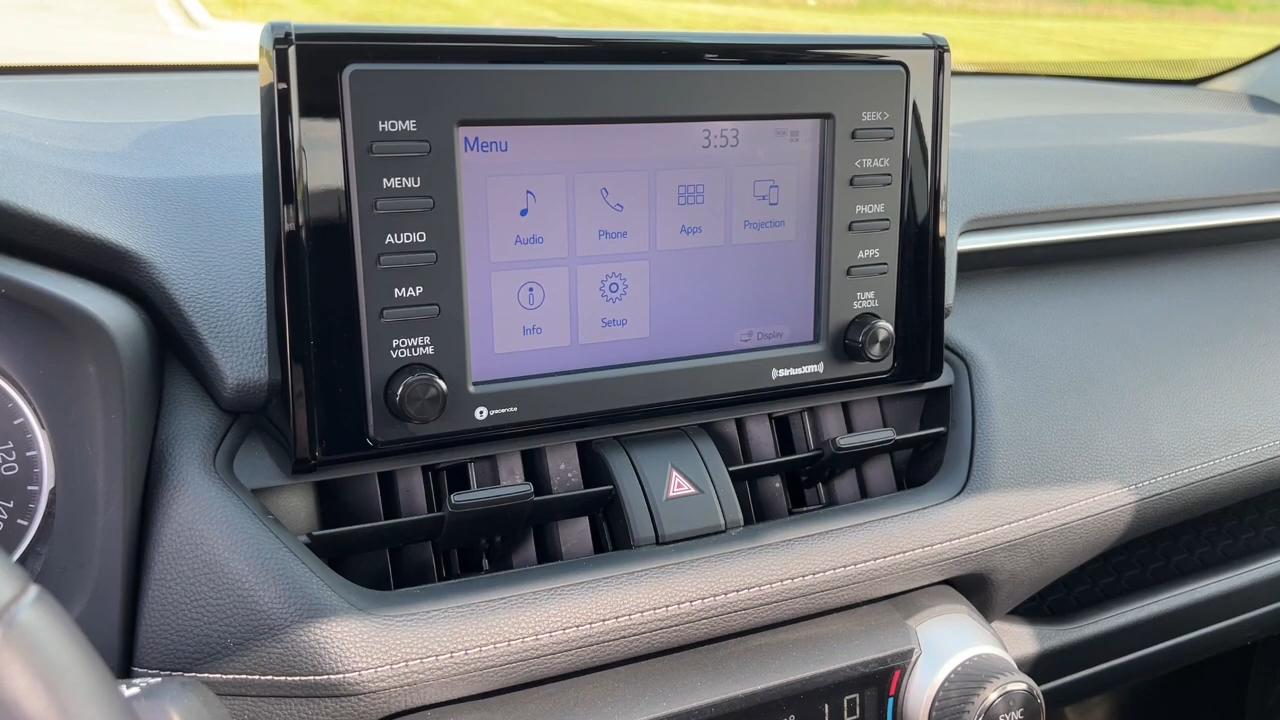 HOME
MENU
AUDIO
MAP
POWER
VOLUME
Menu
3:53
Audio
Phone
Apps
Projection
Info
Setup
Display
SEEK >
< TRACK
PHONE
APPS
TUNE
SCROLL
gracenote
((SiriusXM))
120
140
SYNC